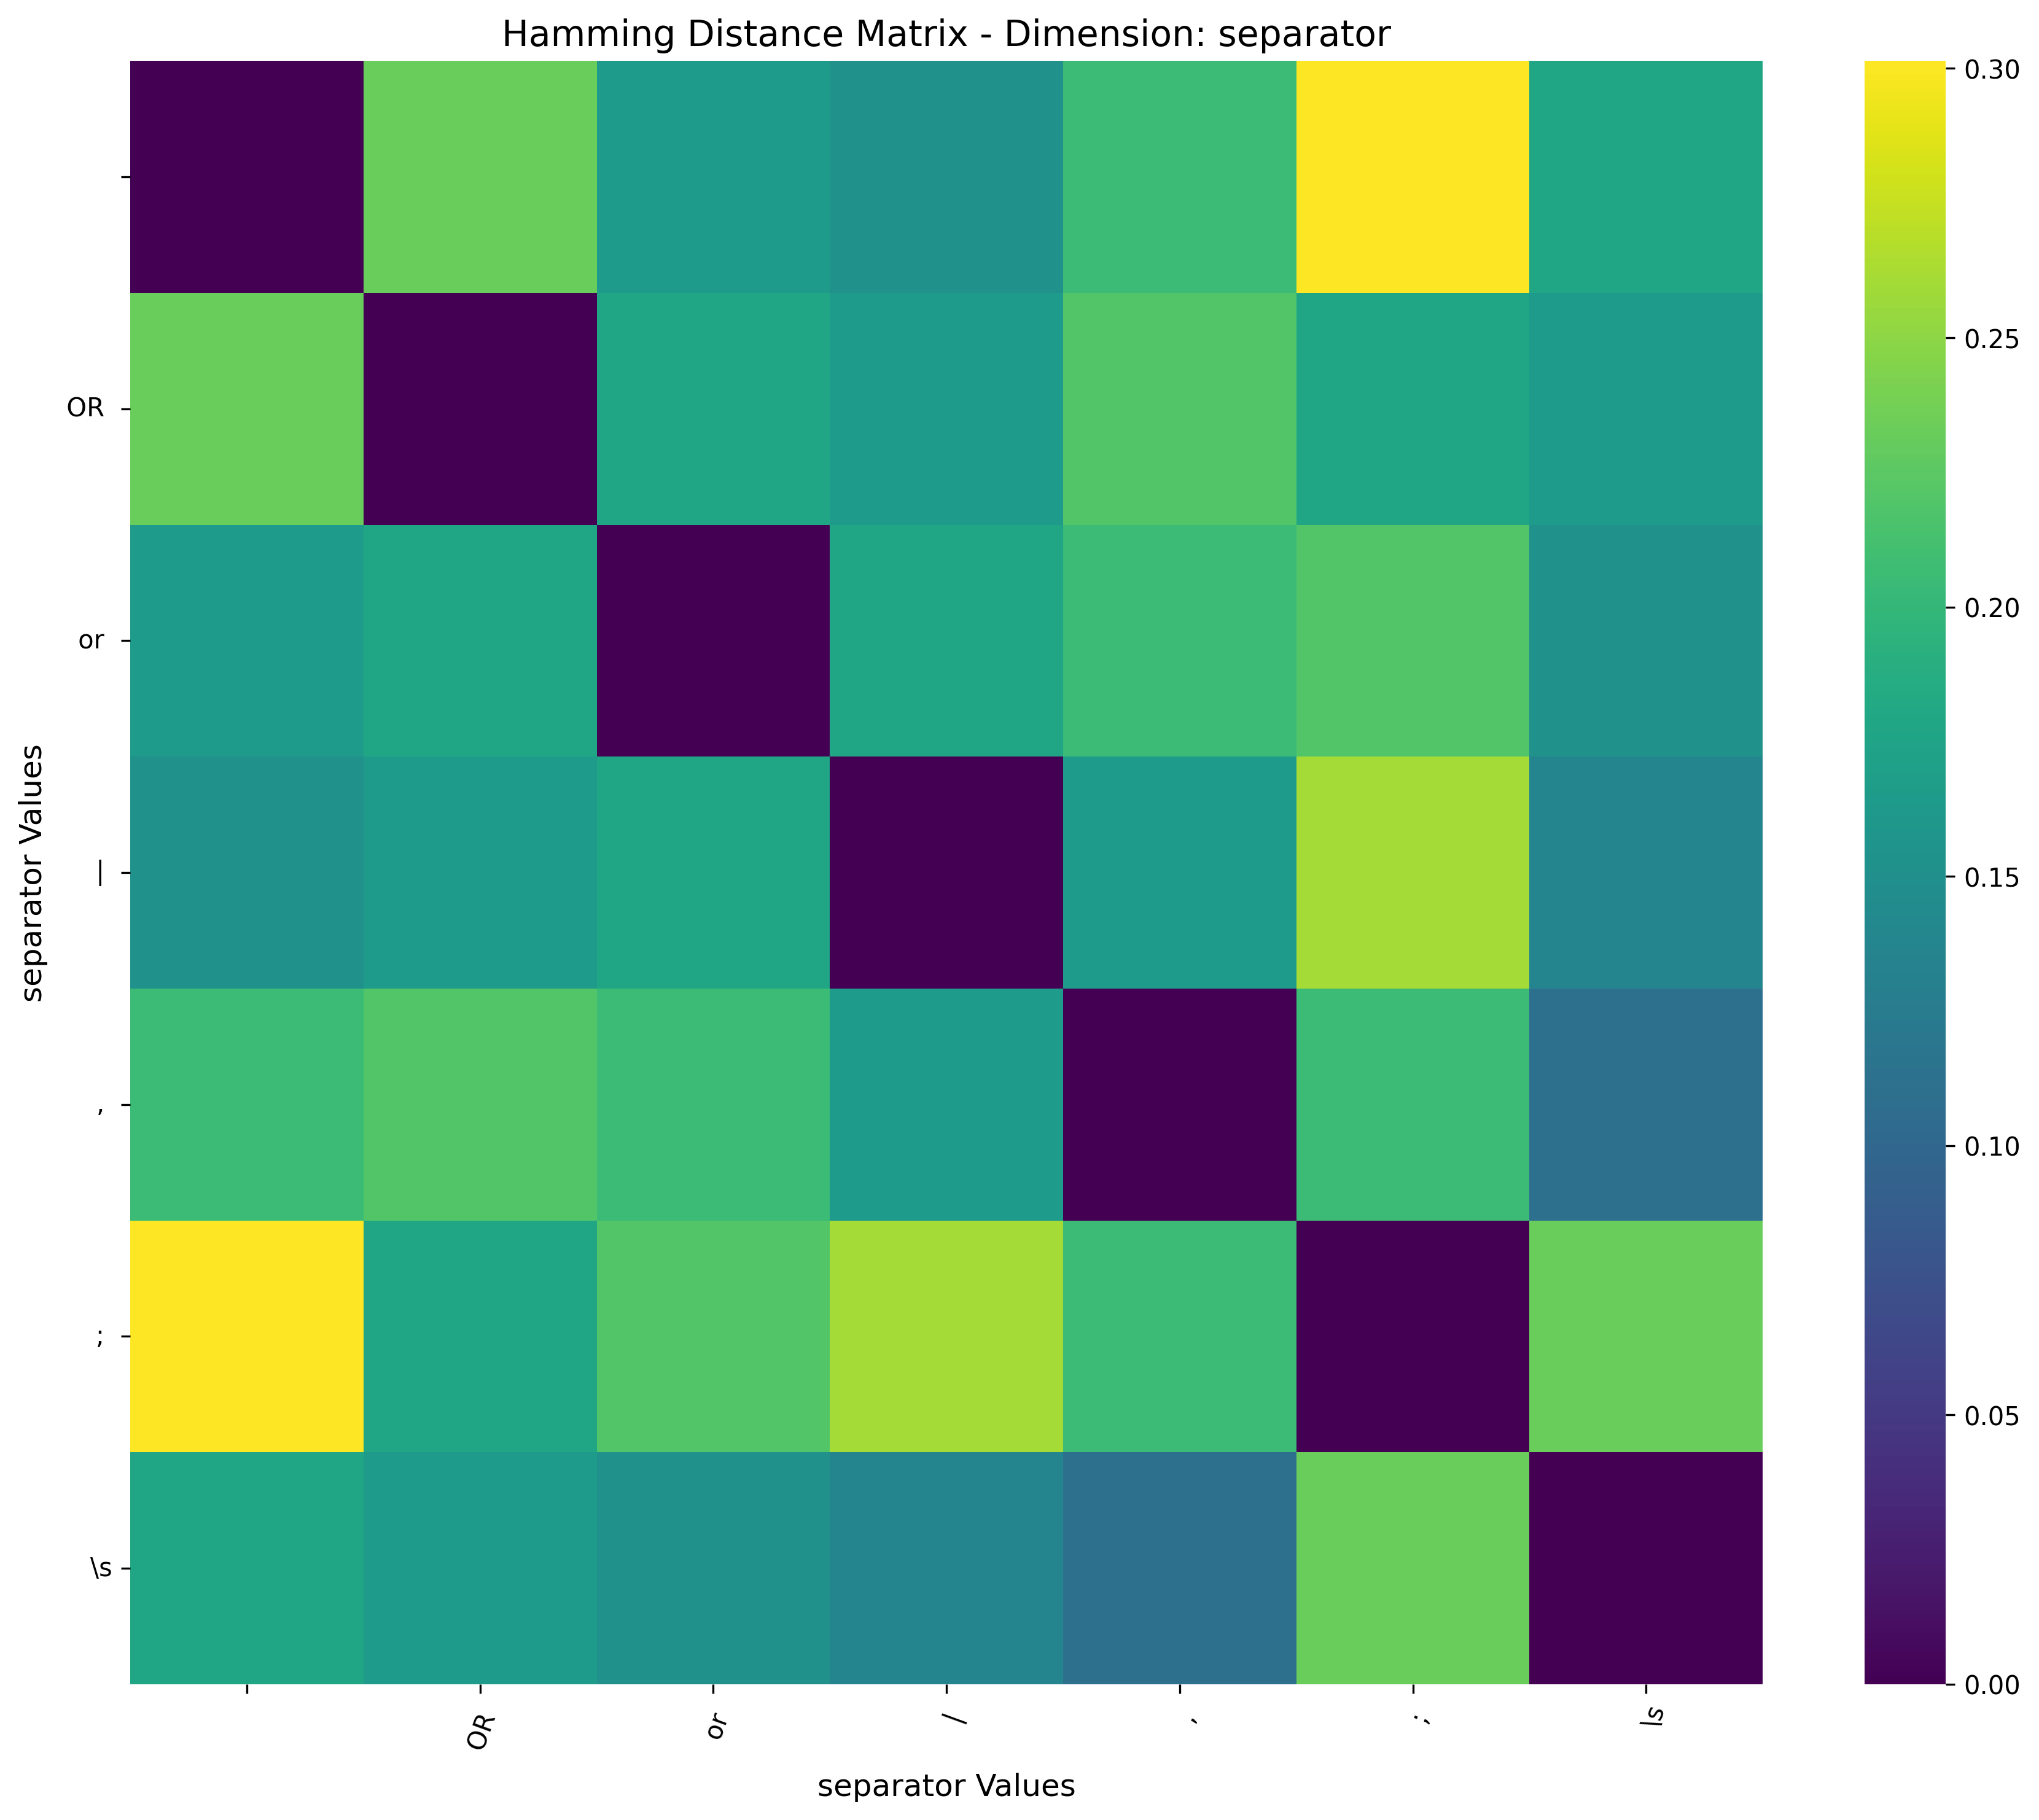 Hamming Distance Matrix - Dimension: separator
separator Values
OR
or
|
,
;
\s
OR
or
|
,
;
\s
separator Values
0.30
0.25
0.20
0.15
0.10
0.05
0.00